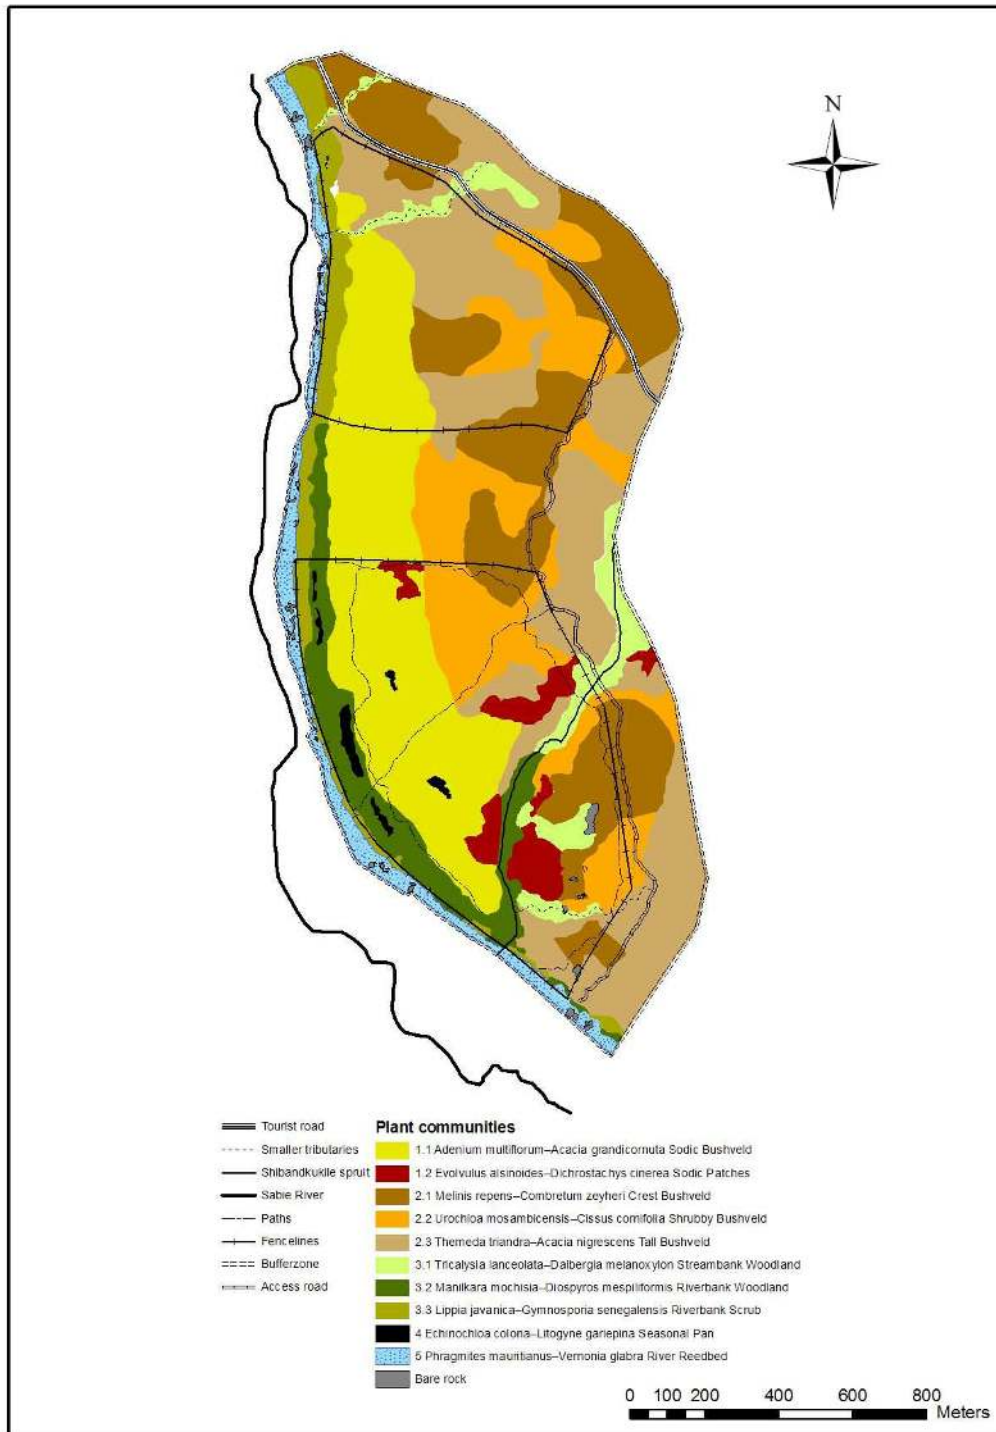 N
Tourist road
Smaller tributaries
Shibandkukile spruit
Sabie River
Paths
Fencelines
Bufferzone
Access road
Plant communities
1.1 Adenium multiflorum–Acacia grandicornuta Sodic Bushveld
1.2 Evolvulus alsinoides–Dichrostachys cinerea Sodic Patches
2.1 Melinis repens–Combretum zeyheri Crest Bushveld
2.2 Urochloa mosambicensis–Cissus cornifolia Shrubby Bushveld
2.3 Themeda triandra–Acacia nigrescens Tall Bushveld
3.1 Tricalysia lanceolata–Dalbergia melanoxylon Streambank Woodland
3.2 Manilkara mochisia–Diospyros mespiliformis Riverbank Woodland
3.3 Lippia javanica–Gymnosporia senegalensis Riverbank Scrub
4 Echinochloa colona–Litogyne gariepina Seasonal Pan
5 Phragmites mauritianus–Vernonia glabra River Reedbed
Bare rock
0 100 200 400 600 800
Meters